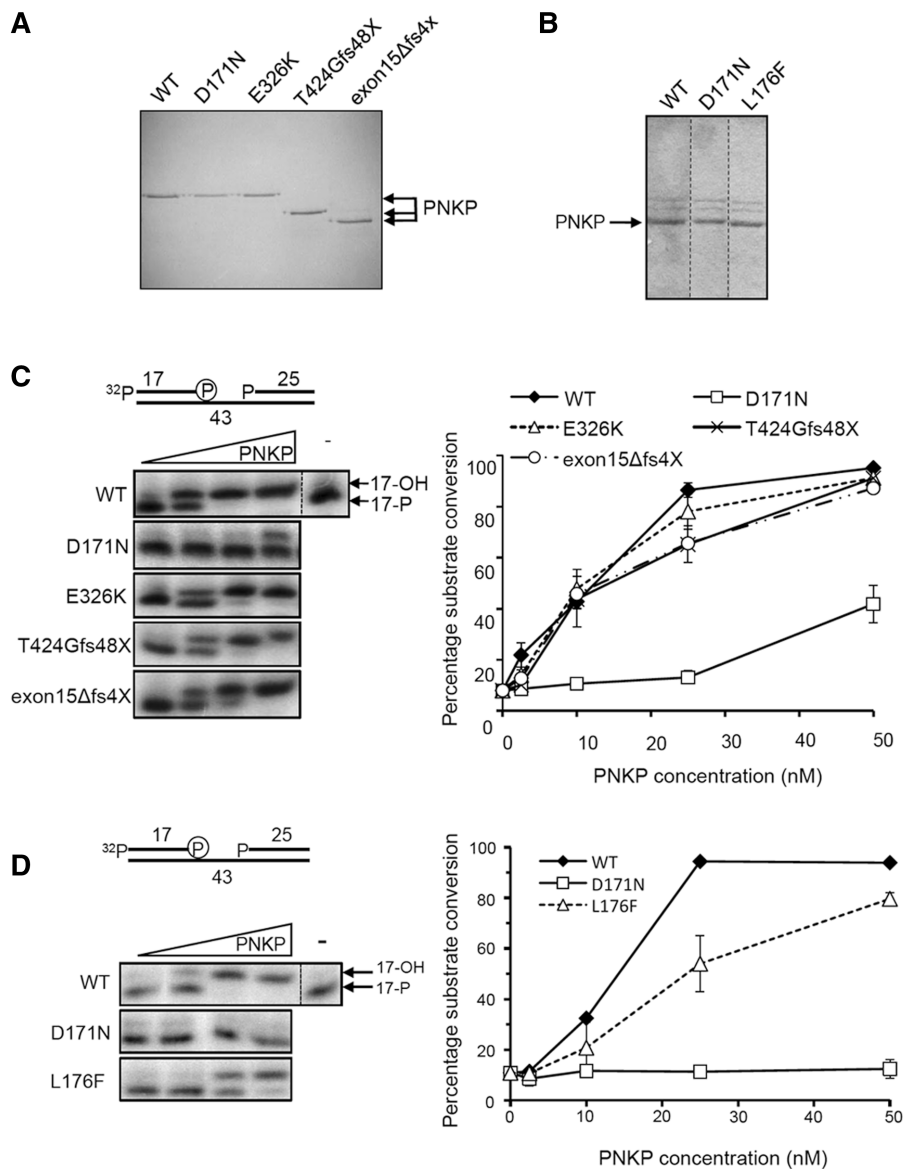 A
WT
D171N
E326K
T424Gfs48X
exon15Δfs4x
PNKP
B
WT
D171N
L176F
PNKP
C
32P 17 P P 25
43
PNKP
-
WT
17-OH
17-P
D171N
E326K
T424Gfs48X
exon15Δfs4X
WT D171N
E326K T424Gfs48X
exon15Δfs4X
Percentage substrate conversion
100
80
60
40
20
0
0 10 20 30 40 50
PNKP concentration (nM)
D
32P 17 P P 25
43
PNKP
-
WT
17-OH
17-P
D171N
L176F
WT
D171N
L176F
Percentage substrate conversion
100
80
60
40
20
0
0 10 20 30 40 50
PNKP concentration (nM)